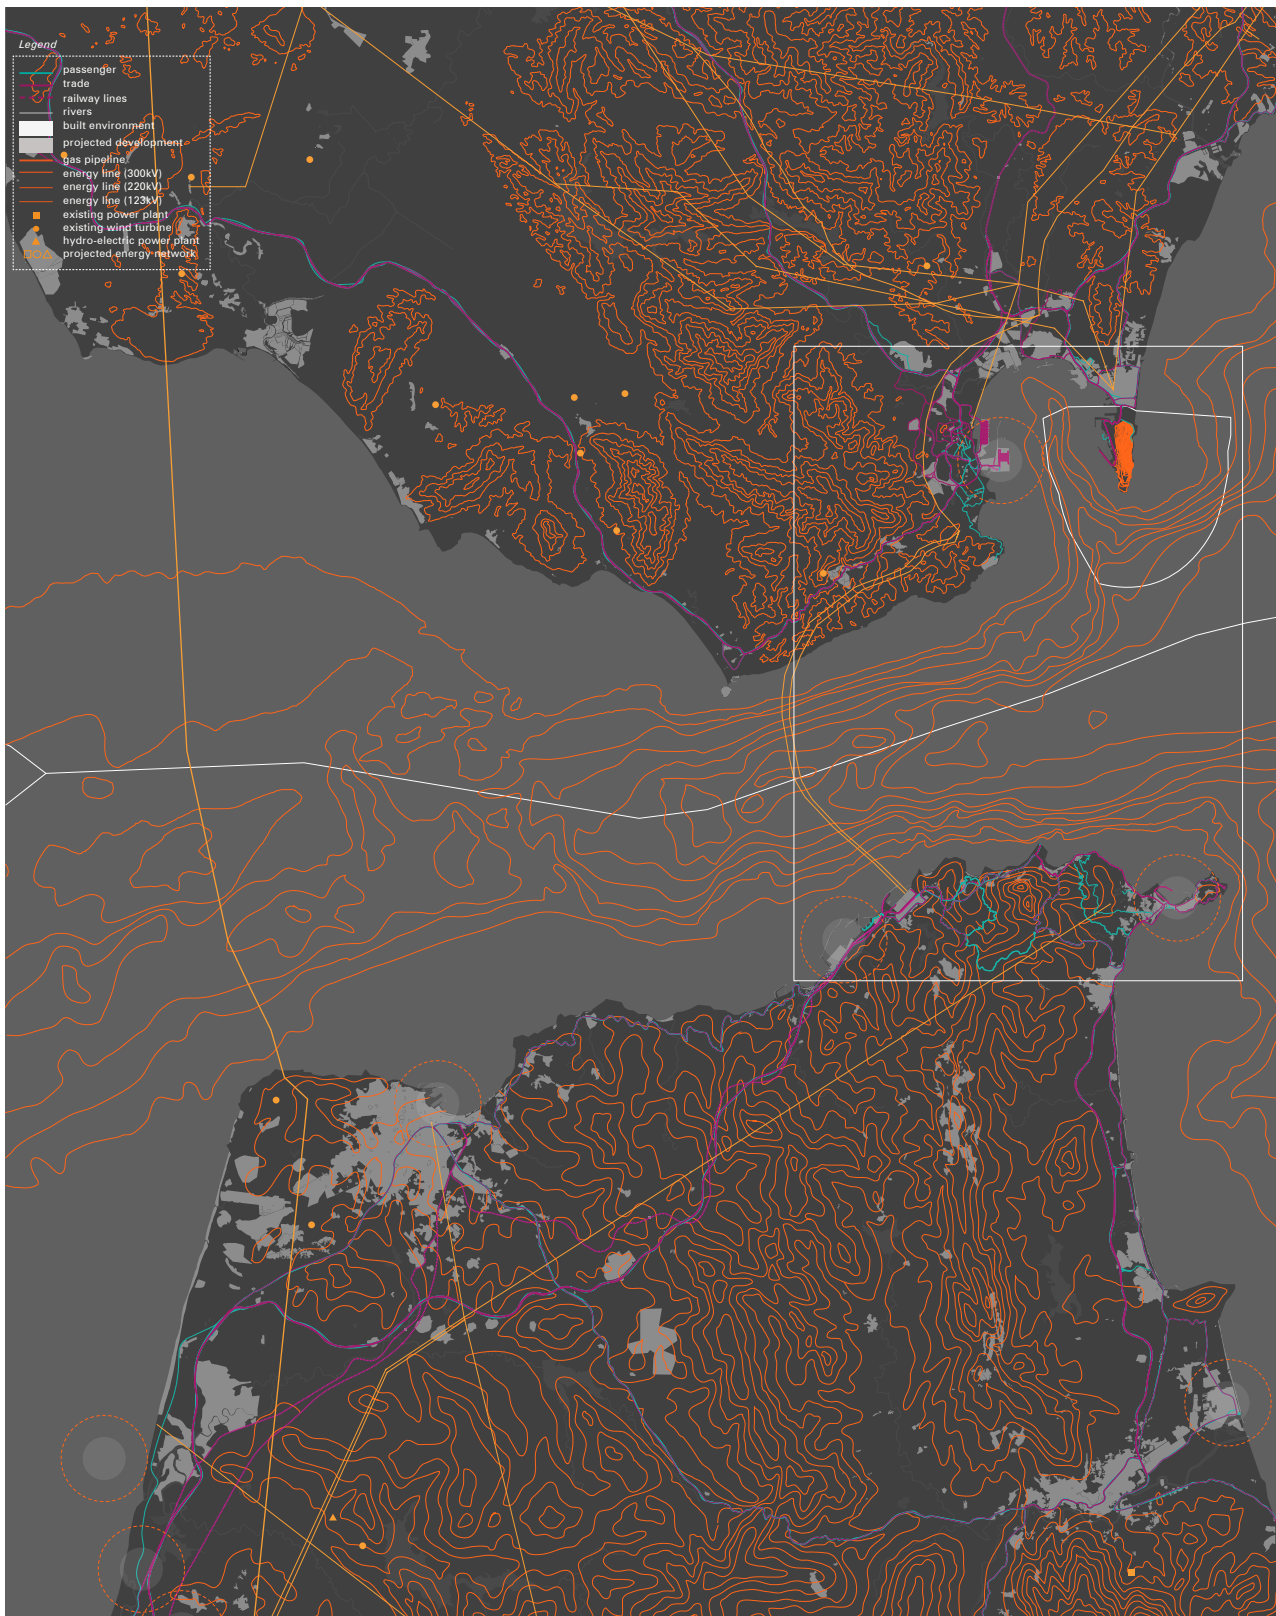 Legend
passenger
trade
railway lines
rivers
built environment
projected development
gas pipeline
energy line (300kV)
energy line (220kV)
energy line (123kV)
existing power plant
existing wind turbine
hydro-electric power plant
projected energy network